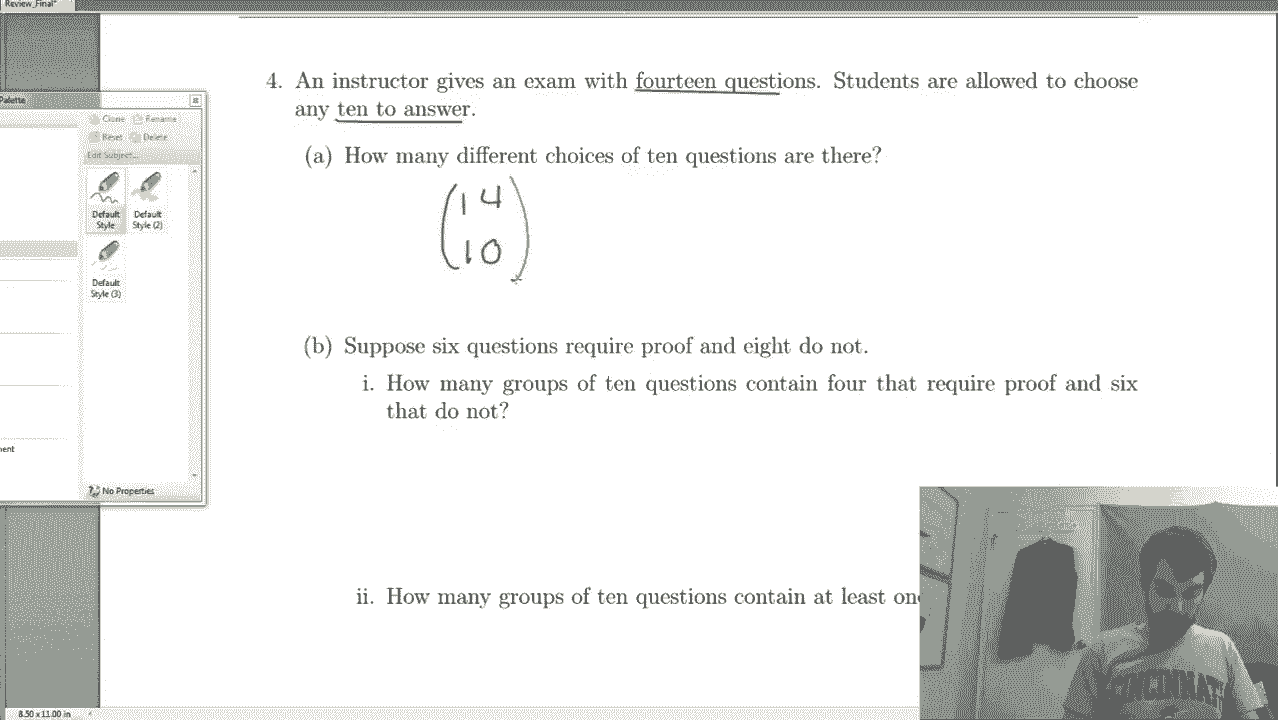 Review_Final*
4. An instructor gives an exam with fourteen questions. Students are allowed to choose
any ten to answer.
Palette
Clone Rename
Reset Delete
Edit Subject...
Default Style
Default Style (2)
Default Style (3)
(a) How many different choices of ten questions are there?
14
10
(b) Suppose six questions require proof and eight do not.
i. How many groups of ten questions contain four that require proof and six
that do not?
ment
No Properties
ii. How many groups of ten questions contain at least one
CINCINNATI
8.50 x 11.00 in